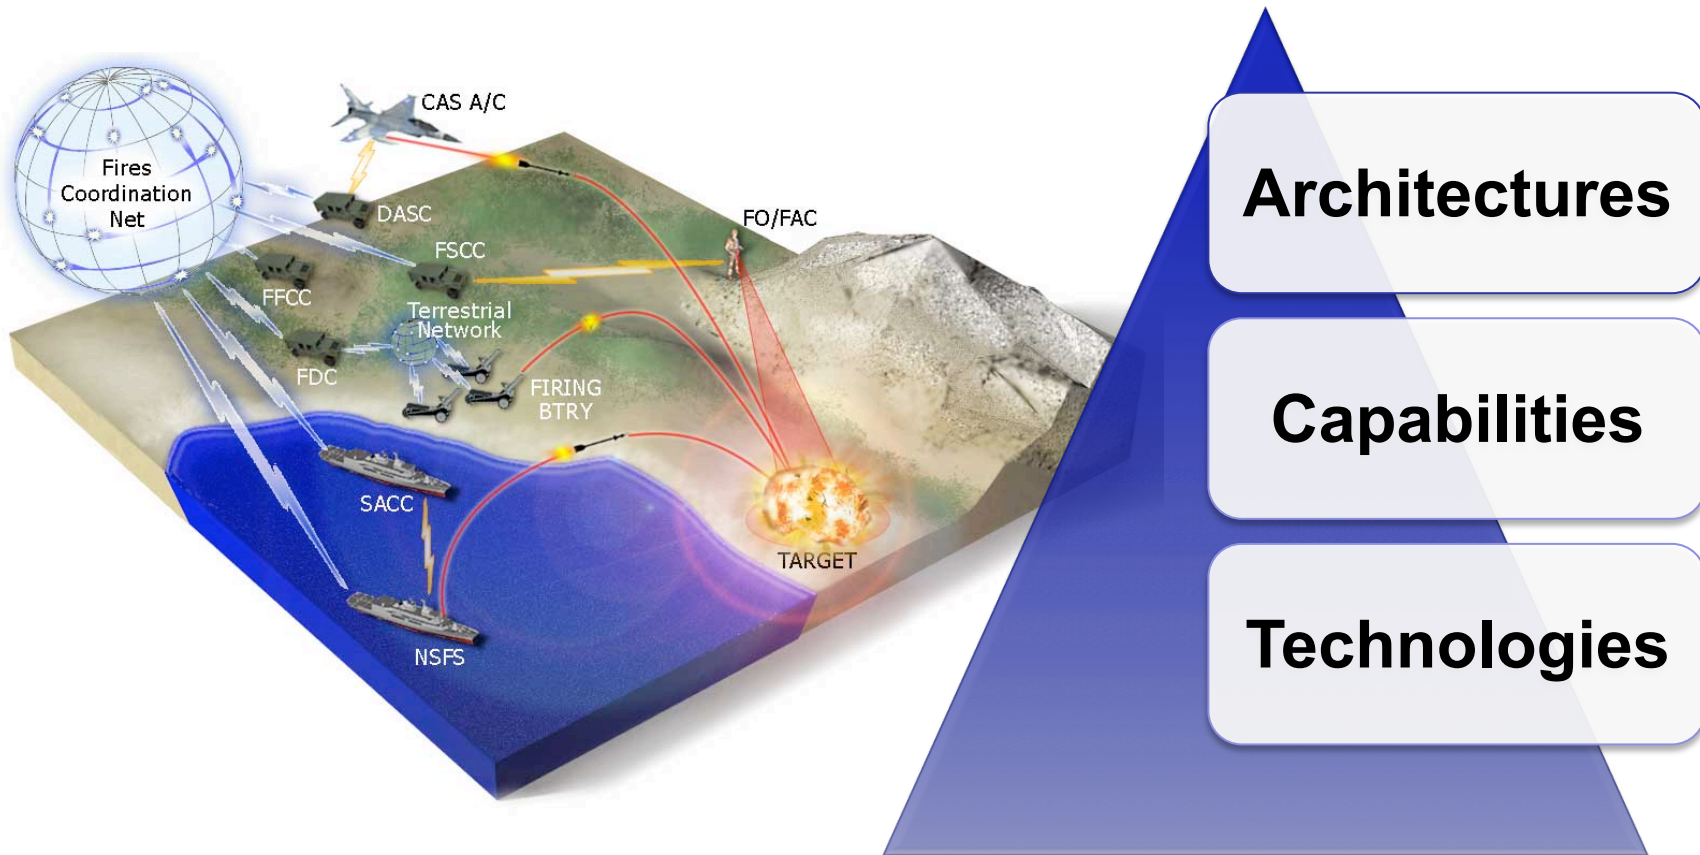 CAS A/C
Fires
Coordination
Net
DASC
FO/FAC
FSCC
FFCC
Terrestrial
Network
FDC
FIRING
BTRY
SACC
TARGET
NSFS
Architectures
Capabilities
Technologies